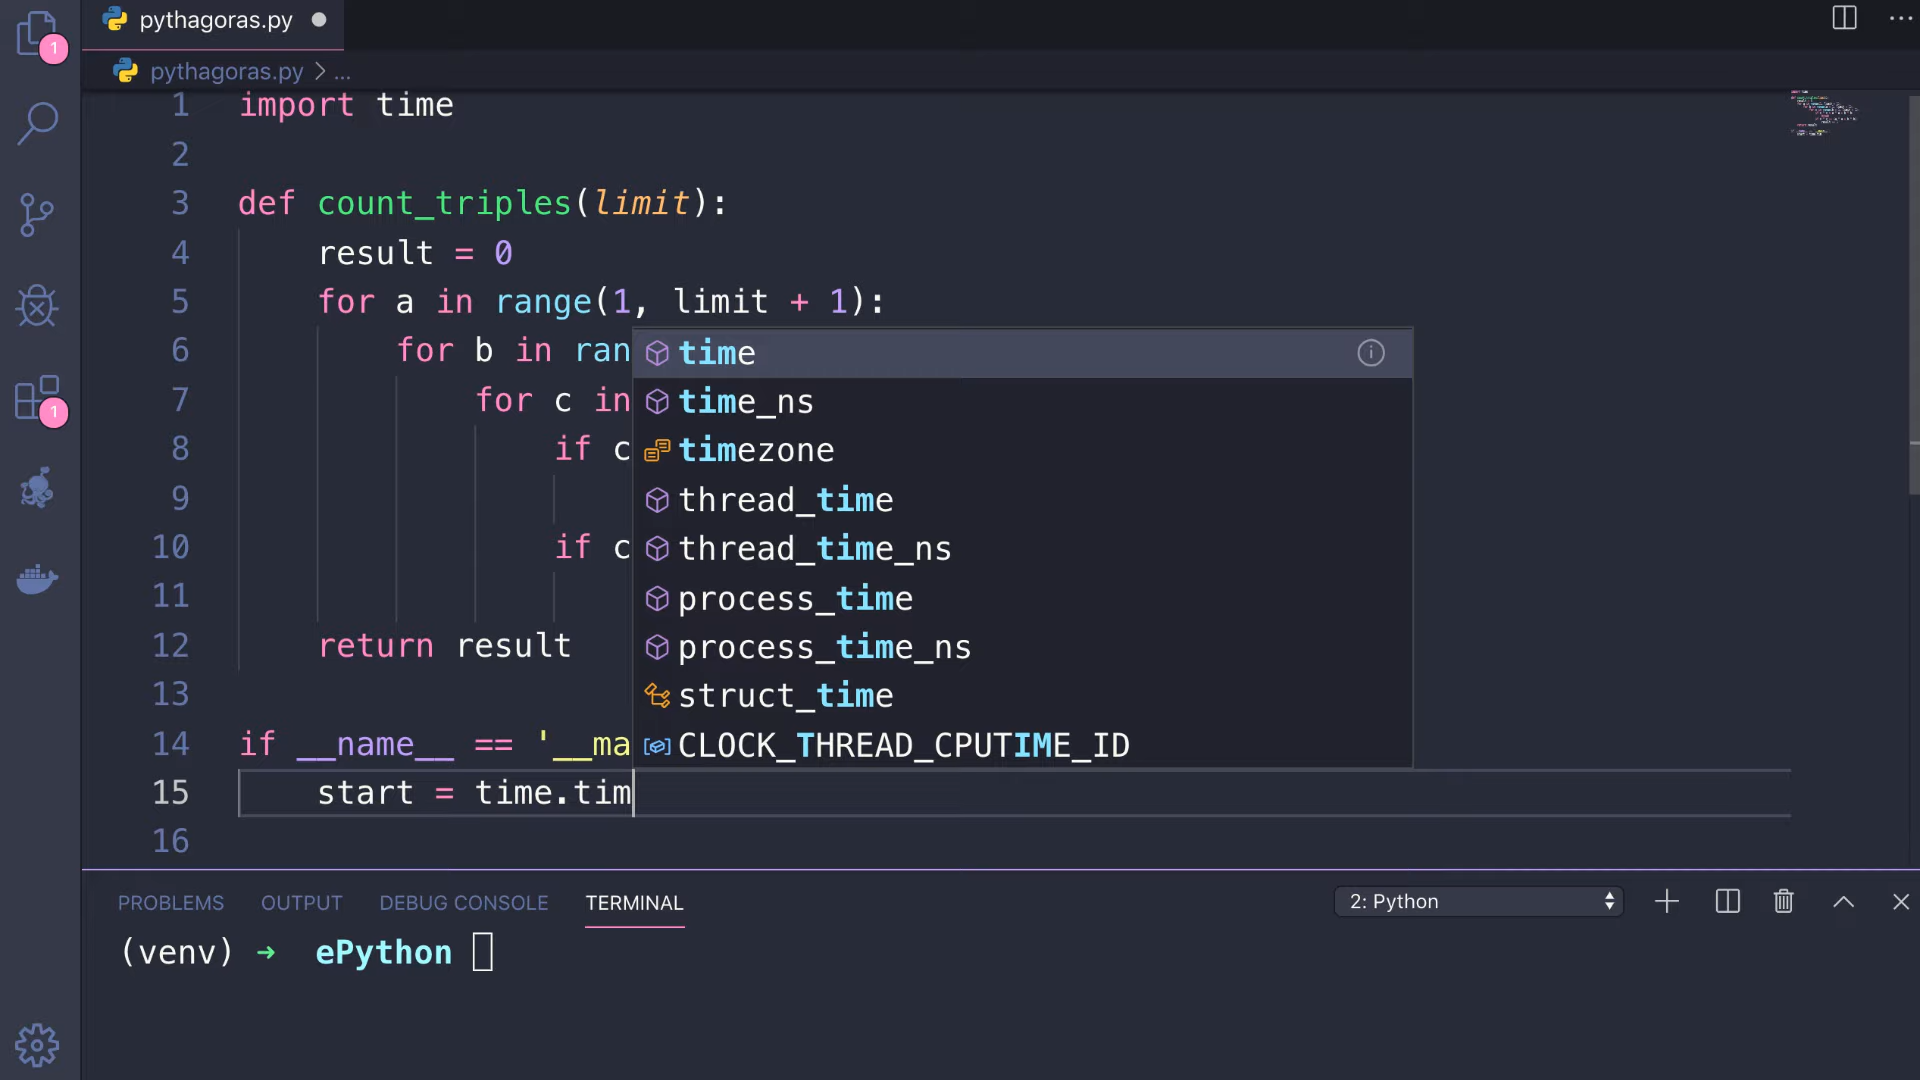 pythagoras.py
pythagoras.py > ...
1 import time
2
3 def count_triples(limit):
4 result = 0
5 for a in range(1, limit + 1):
6 for b in ran
7 for c in
8 if c
9
10 if c
11
12 return result
13
14 if __name__ == '__ma
15 start = time.tim
16
time
time_ns
timezone
thread_time
thread_time_ns
process_time
process_time_ns
struct_time
CLOCK_THREAD_CPUTIME_ID
1
1
PROBLEMS OUTPUT DEBUG CONSOLE TERMINAL 2: Python
(venv) → ePython